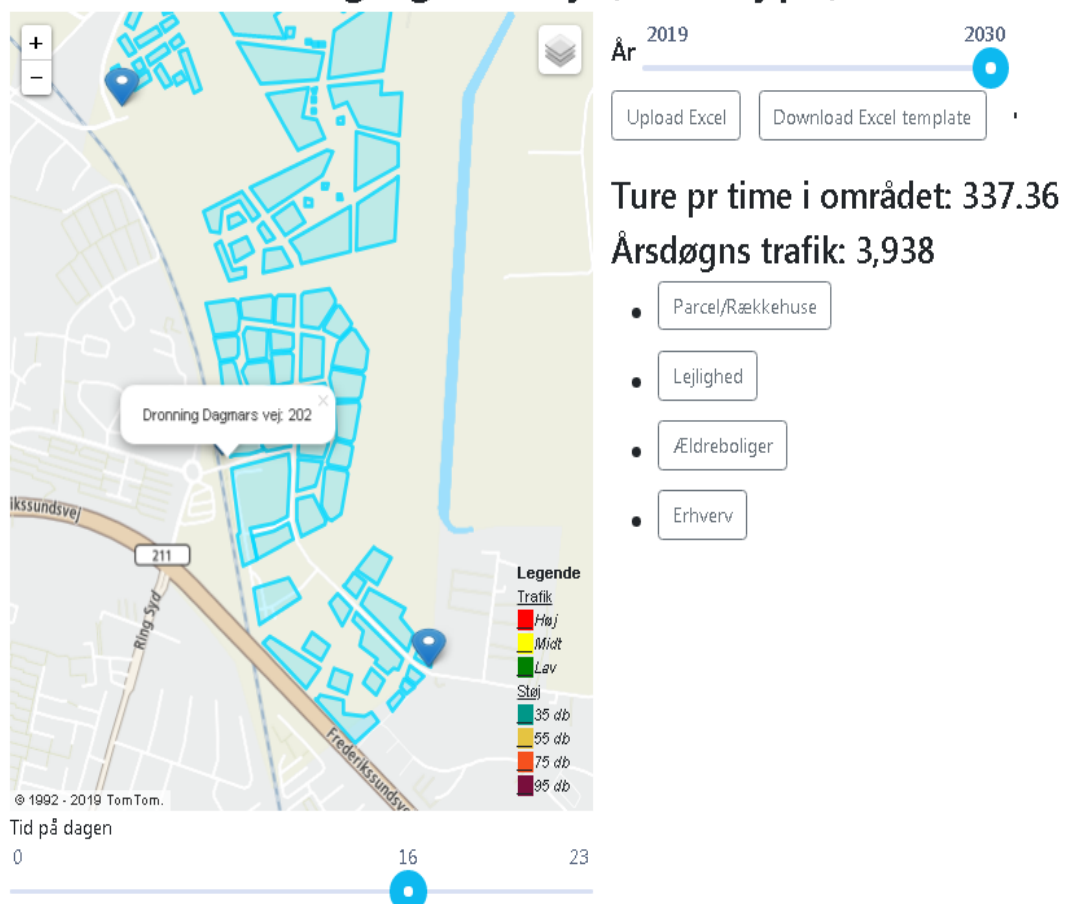 +
−
År
2019
2030
Upload Excel
Download Excel template
Ture pr time i området: 337.36
Årsdøgns trafik: 3,938
Parcel/Rækkehuse
Lejlighed
Ældreboliger
Erhverv
Dronning Dagmars vej: 202
×
ikssundsvej
211
Ring Syd
Frederikssundsve
Legende
Trafik
Høj
Midt
Lav
Støj
35 db
55 db
75 db
95 db
© 1992 - 2019 TomTom.
Tid på dagen
0
16
23